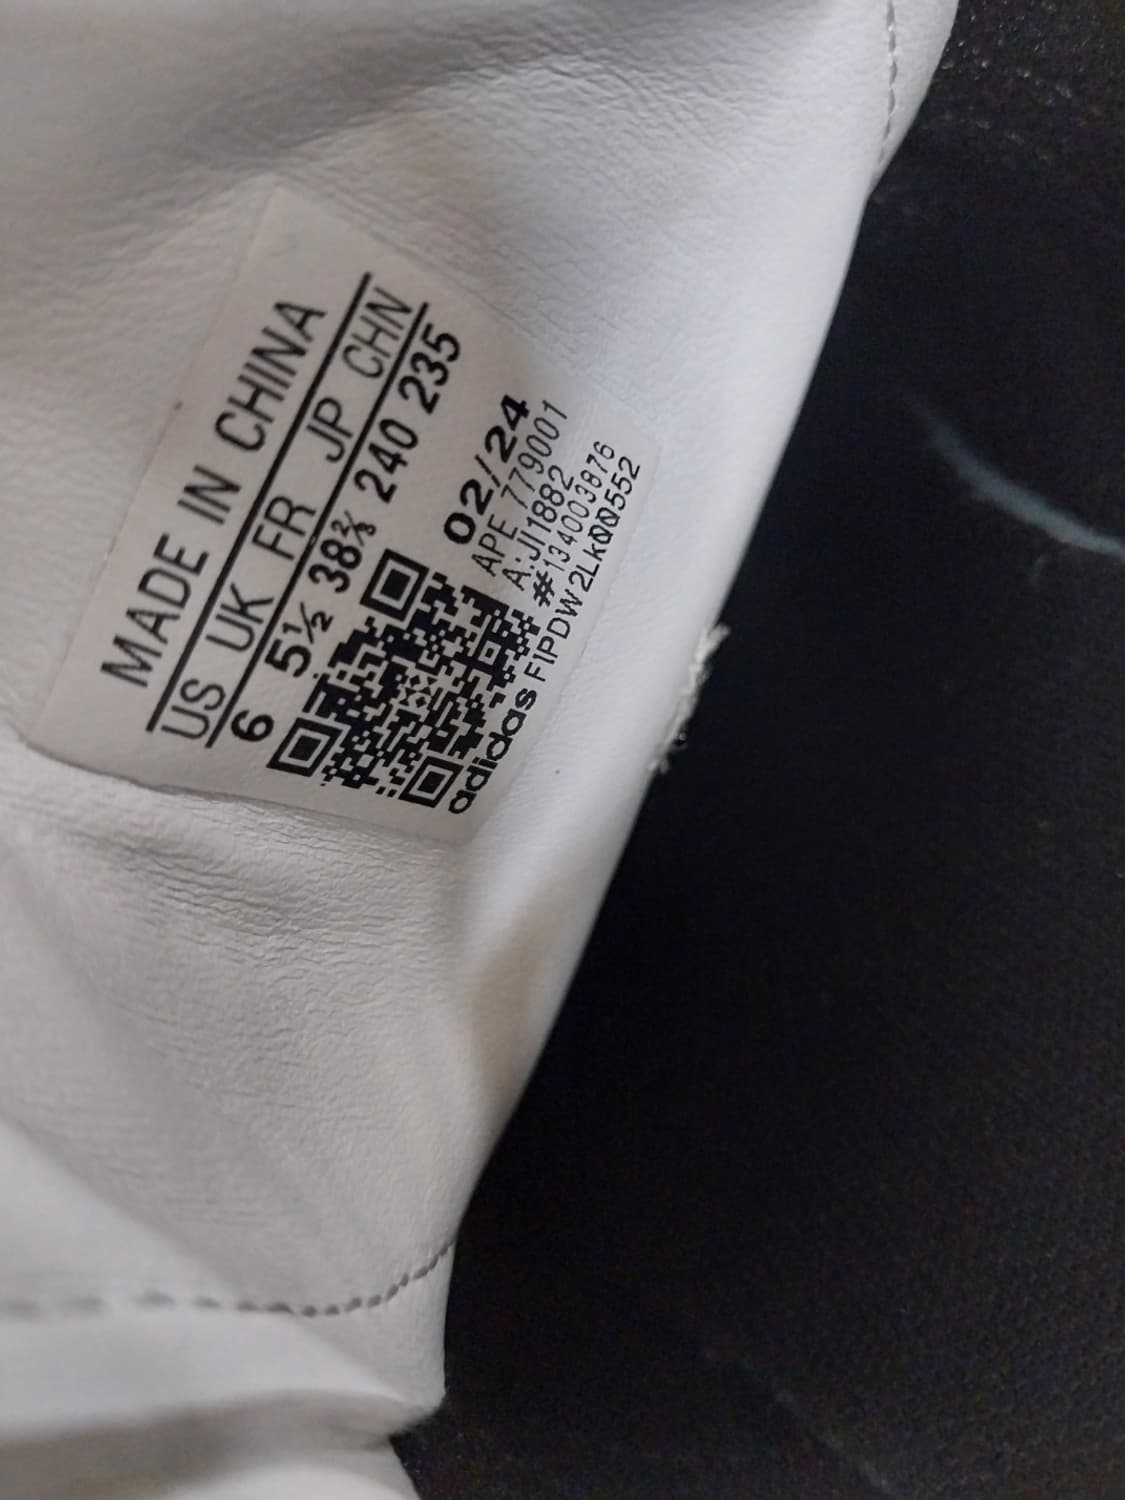 MADE IN CHINA
US UK FR JP CHN
6 5½ 38⅔ 240 235
02/24
APE 779001
A:JI1882
#134003876
adidas F1PDW2LK00552